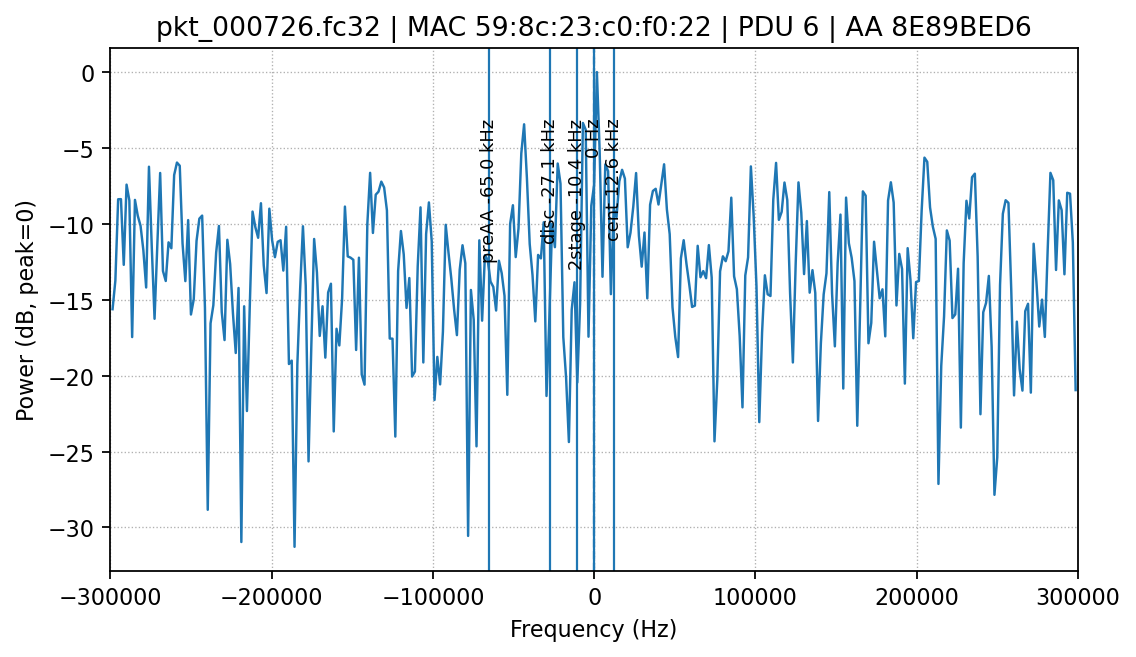 pkt_000726.fc32 | MAC 59:8c:23:c0:f0:22 | PDU 6 | AA 8E89BED6
Power (dB, peak=0)
0
−5
−10
−15
−20
−25
−30
preAA -65.0 kHz
disc -27.1 kHz
2stage -10.4 kHz
0 Hz
cent 12.6 kHz
−300000
−200000
−100000
0
100000
200000
300000
Frequency (Hz)